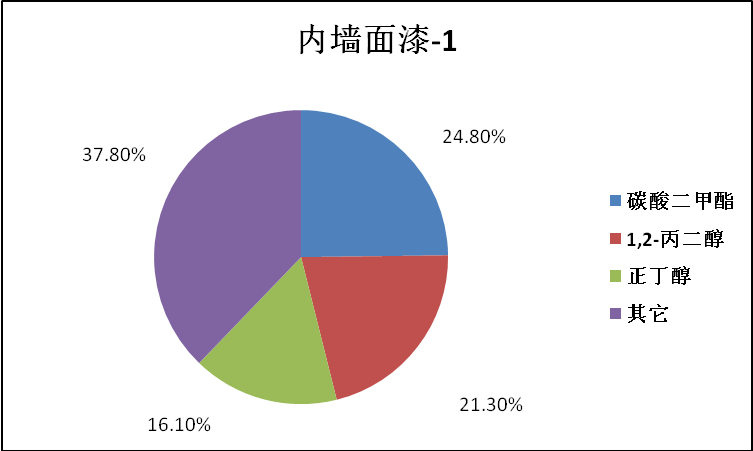 内墙面漆-1
24.80%
37.80%
21.30%
16.10%
碳酸二甲酯
1,2-丙二醇
正丁醇
其它